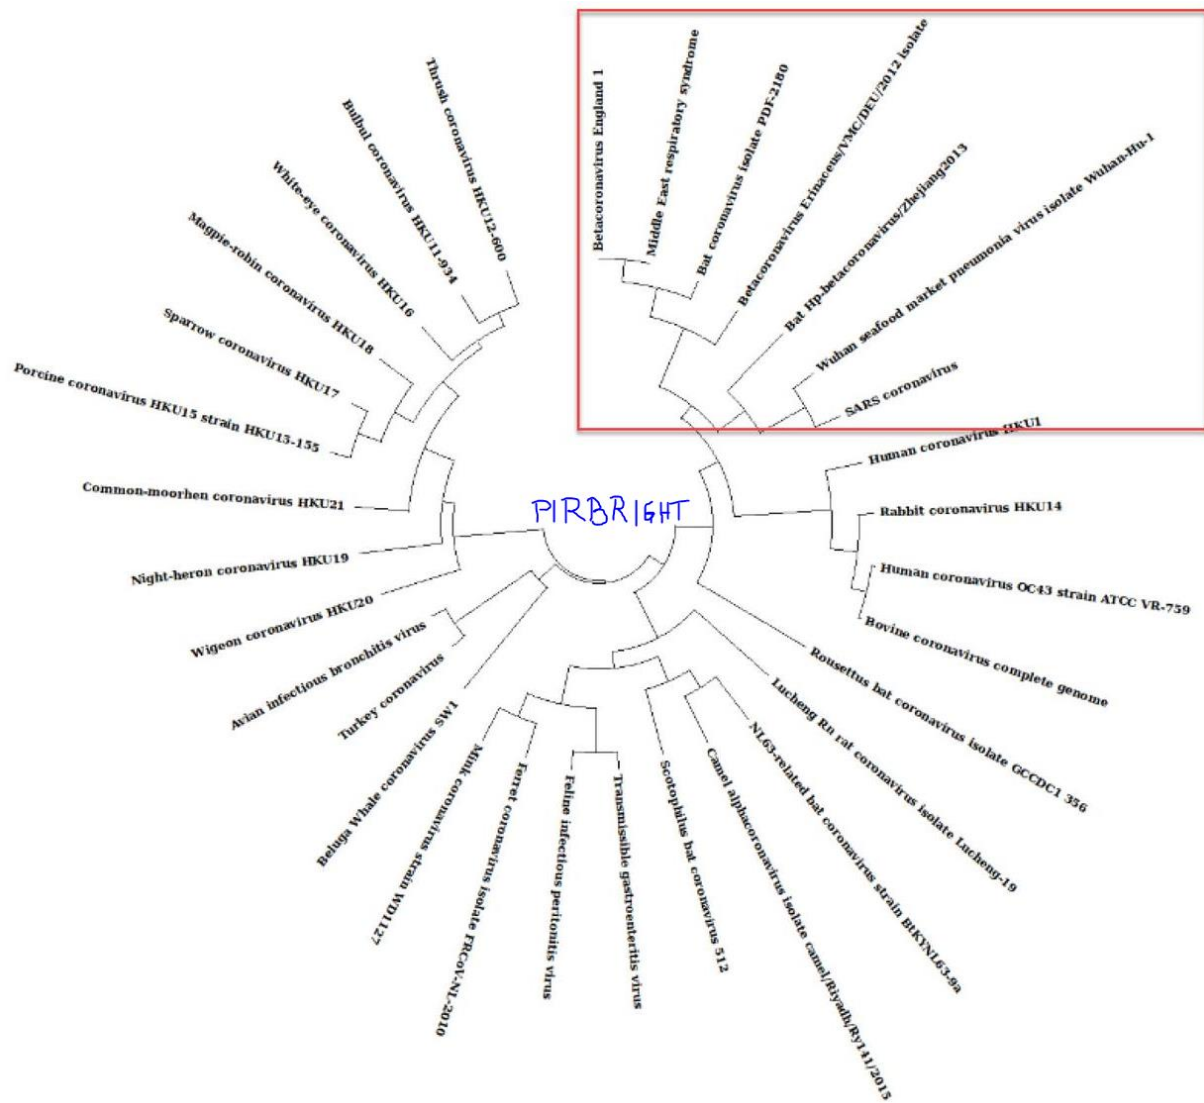 Betacoronavirus England 1
Middle East respiratory syndrome
Bat coronavirus isolate PDF-2180
Betacoronavirus Erinaceus/VMC/DEU/2012 isolate
Bat Hp-betacoronavirus/Zhejiang2013
Wuhan seafood market pneumonia virus isolate Wuhan-Hu-1
SARS coronavirus
Human coronavirus HKU1
Rabbit coronavirus HKU14
Human coronavirus OC43 strain ATCC VR-759
Bovine coronavirus complete genome
Rousettus bat coronavirus isolate GCCDC1 356
Lucheng Rn rat coronavirus isolate Lucheng-19
NL63-related bat coronavirus strain BtKYNL63-9a
Camel alphacoronavirus isolate camel/Riyadh/Ry141/2015
Scotophilus bat coronavirus 512
Transmissible gastroenteritis virus
Feline infectious peritonitis virus
Ferret coronavirus isolate FRCoV-NL-2010
Mink coronavirus strain WD1127
Beluga Whale coronavirus SW1
Turkey coronavirus
Avian infectious bronchitis virus
Wigeon coronavirus HKU20
Night-heron coronavirus HKU19
Common-moorhen coronavirus HKU21
Porcine coronavirus HKU15 strain HKU15-155
Sparrow coronavirus HKU17
Magpie-robin coronavirus HKU18
White-eye coronavirus HKU16
Bulbul coronavirus HKU11-934
Thrush coronavirus HKU12-600
PIRBRIGHT